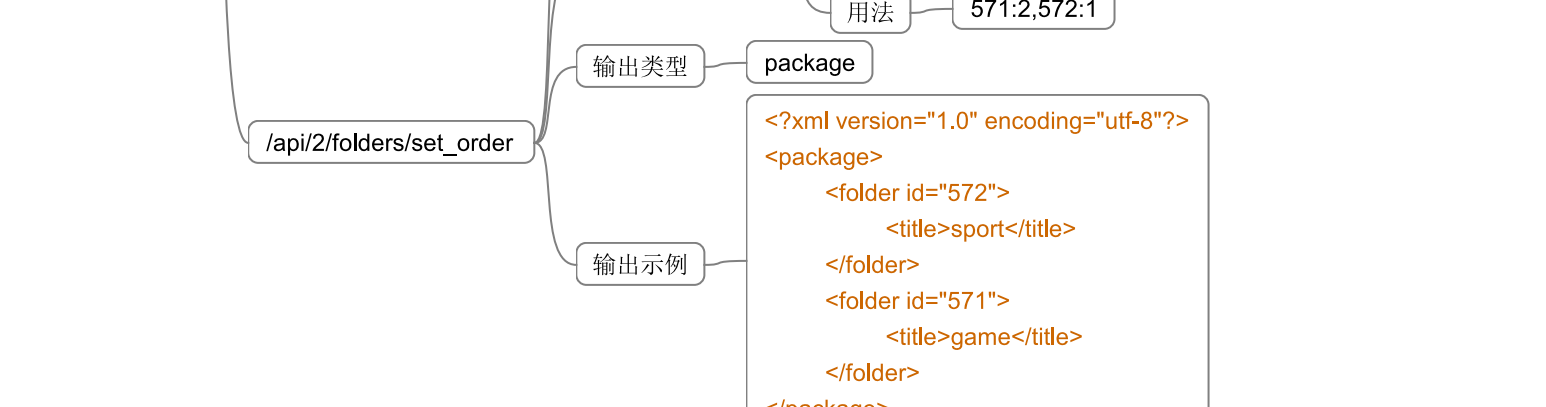 用法
571:2,572:1
输出类型
package
/api/2/folders/set_order
输出示例
<?xml version="1.0" encoding="utf-8"?>
<package>
<folder id="572">
<title>sport</title>
</folder>
<folder id="571">
<title>game</title>
</folder>
</package>